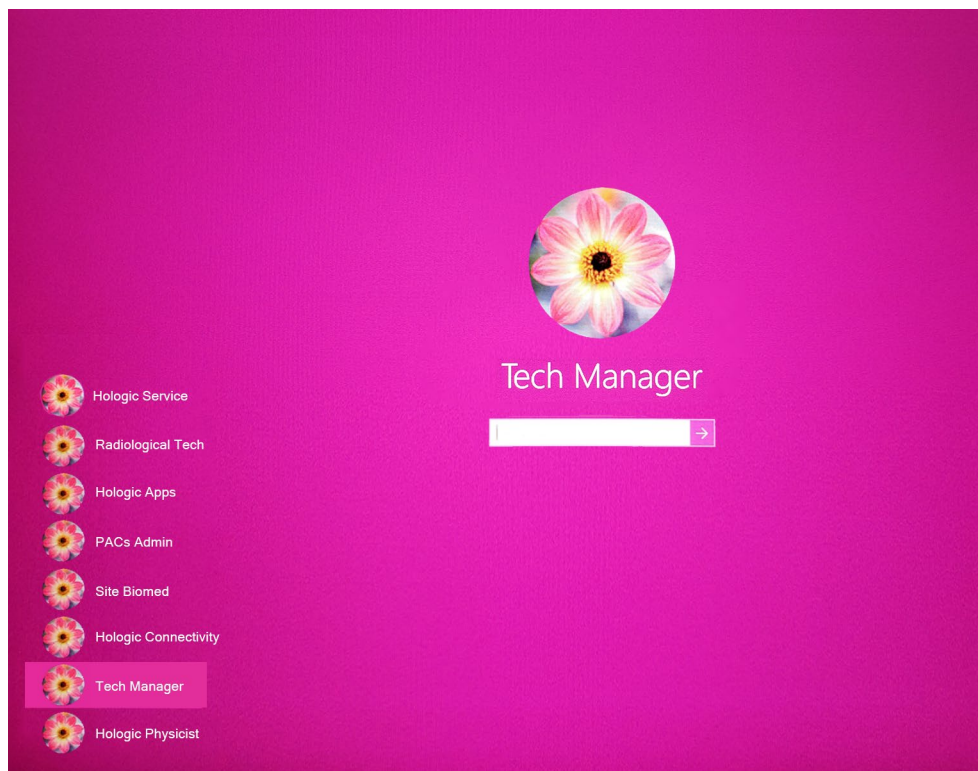 Tech Manager
Hologic Service
Radiological Tech
Hologic Apps
PACs Admin
Site Biomed
Hologic Connectivity
Tech Manager
Hologic Physicist